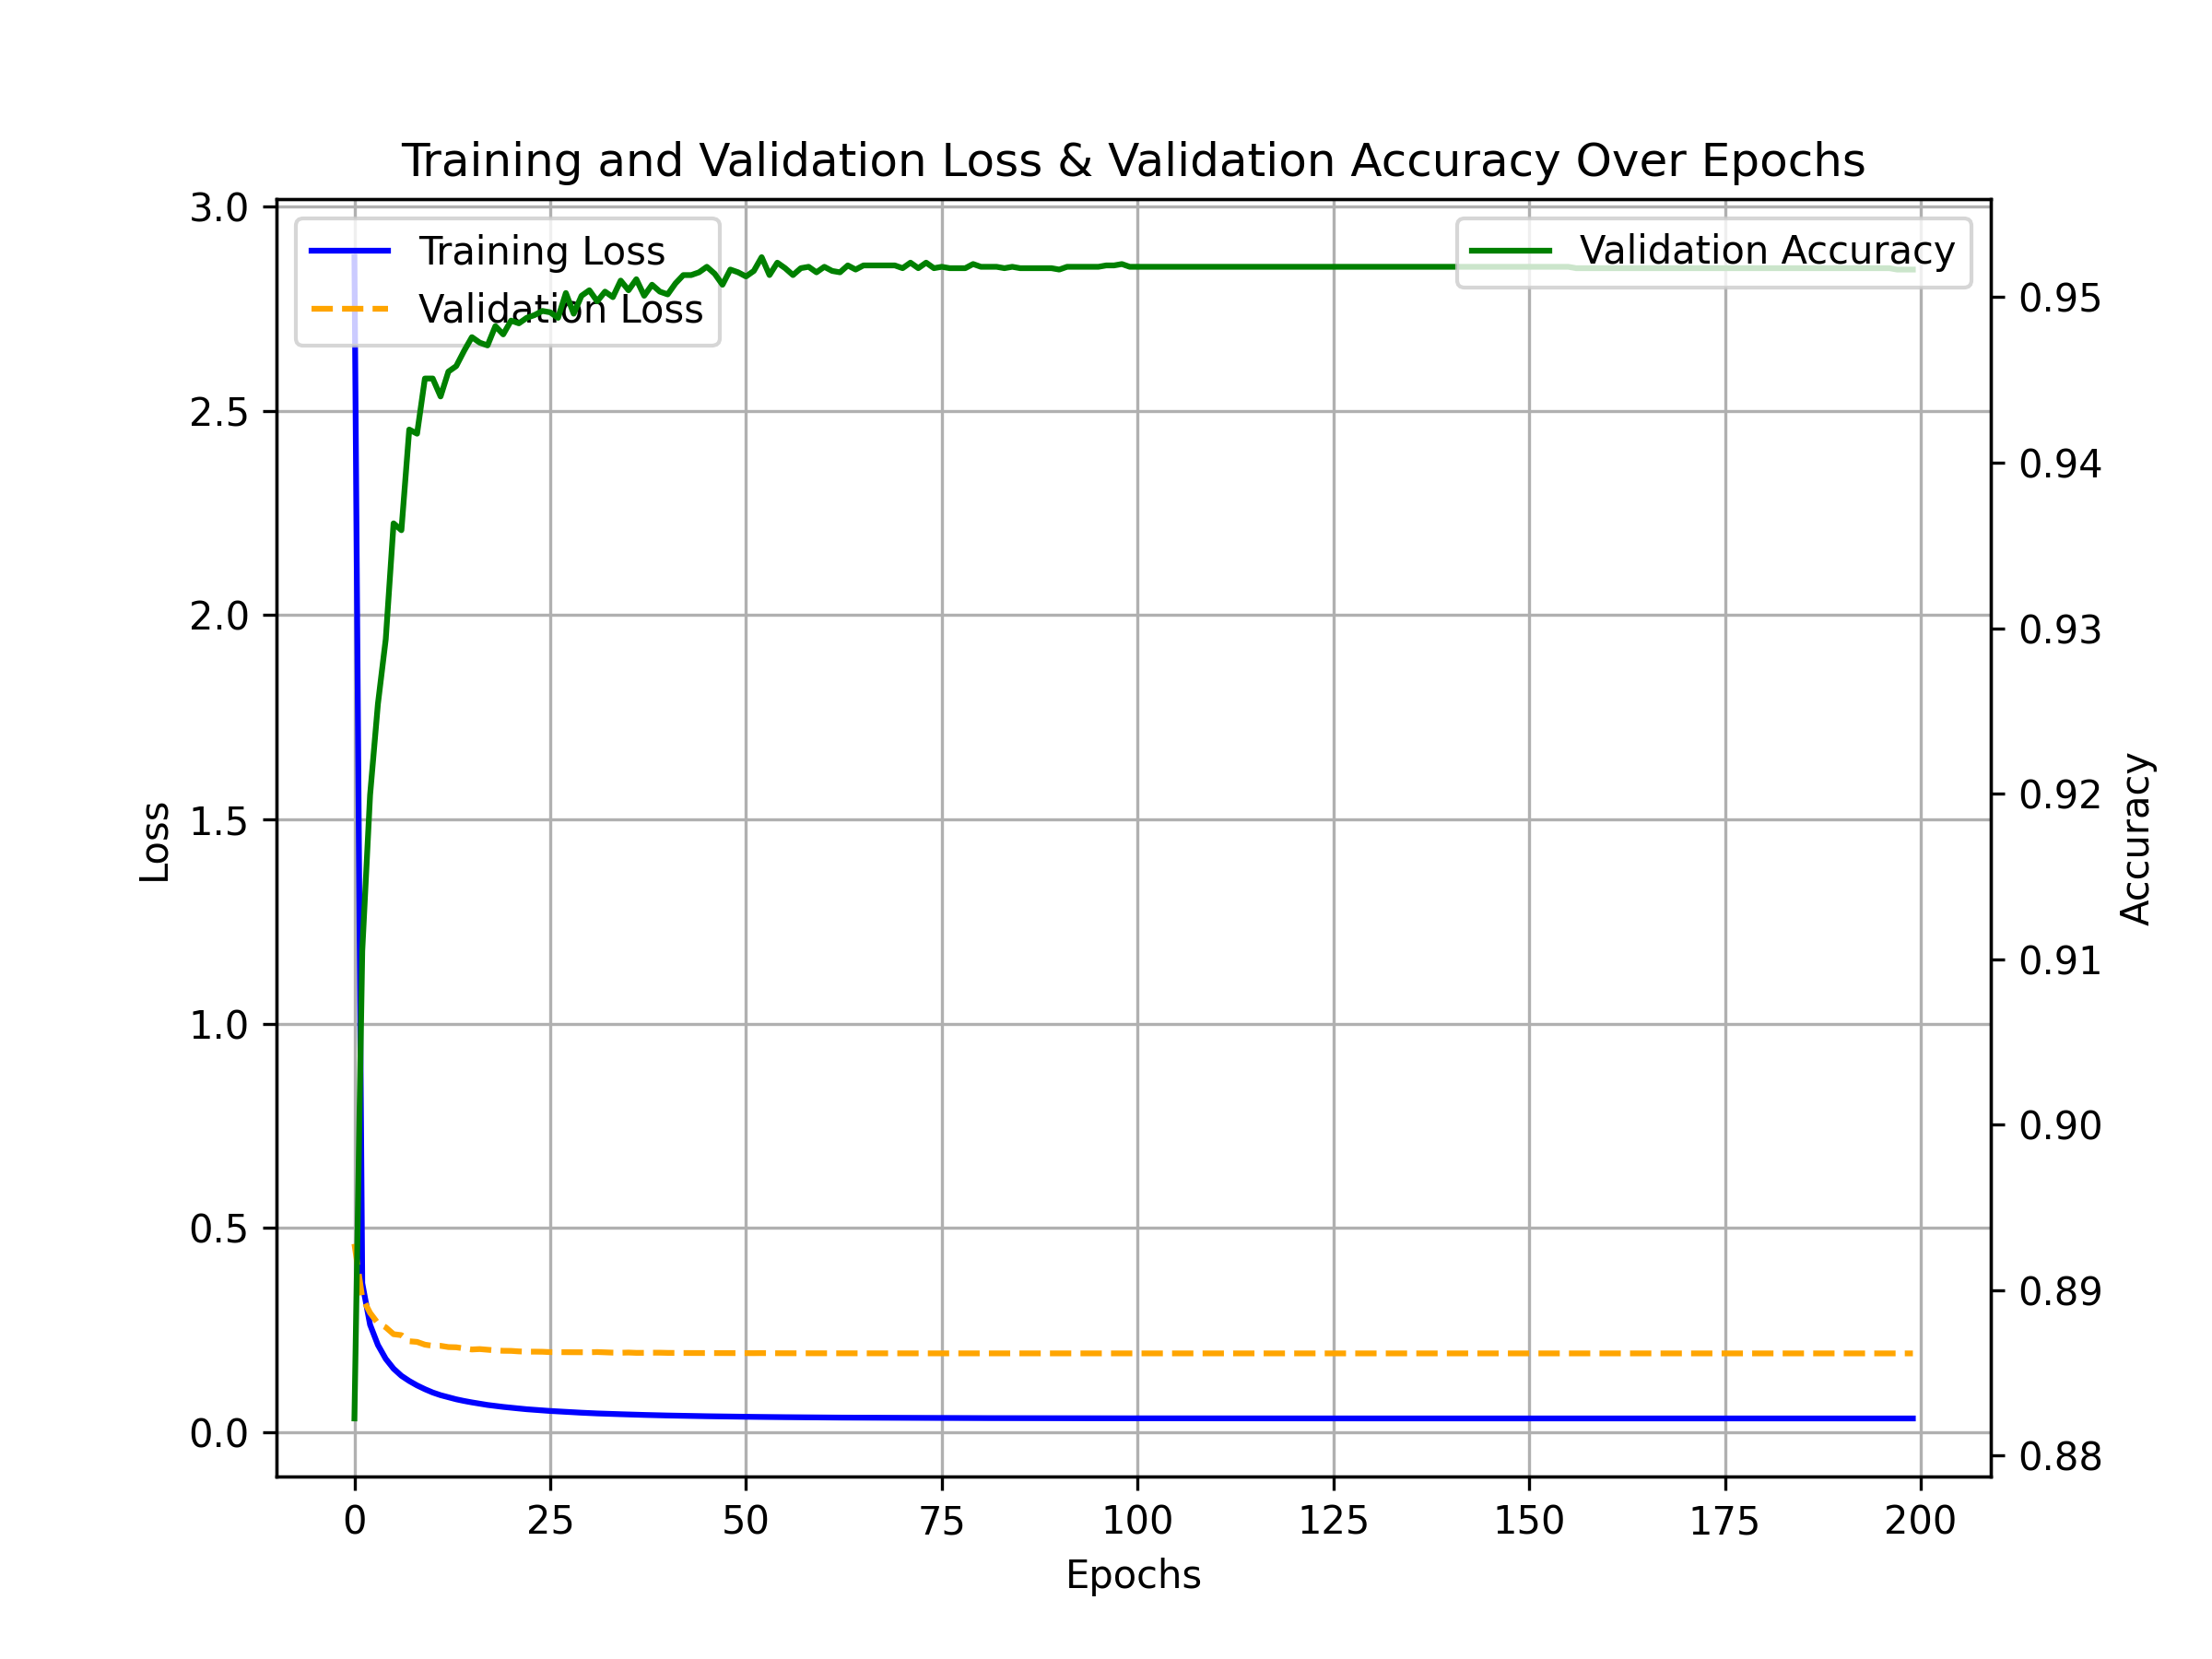 Training and Validation Loss & Validation Accuracy Over Epochs
Training Loss
Validation Loss
Validation Accuracy
Loss
3.0
2.5
2.0
1.5
1.0
0.5
0.0
0.95
0.94
0.93
0.92
0.91
0.90
0.89
0.88
Accuracy
0 25 50 75 100 125 150 175 200
Epochs